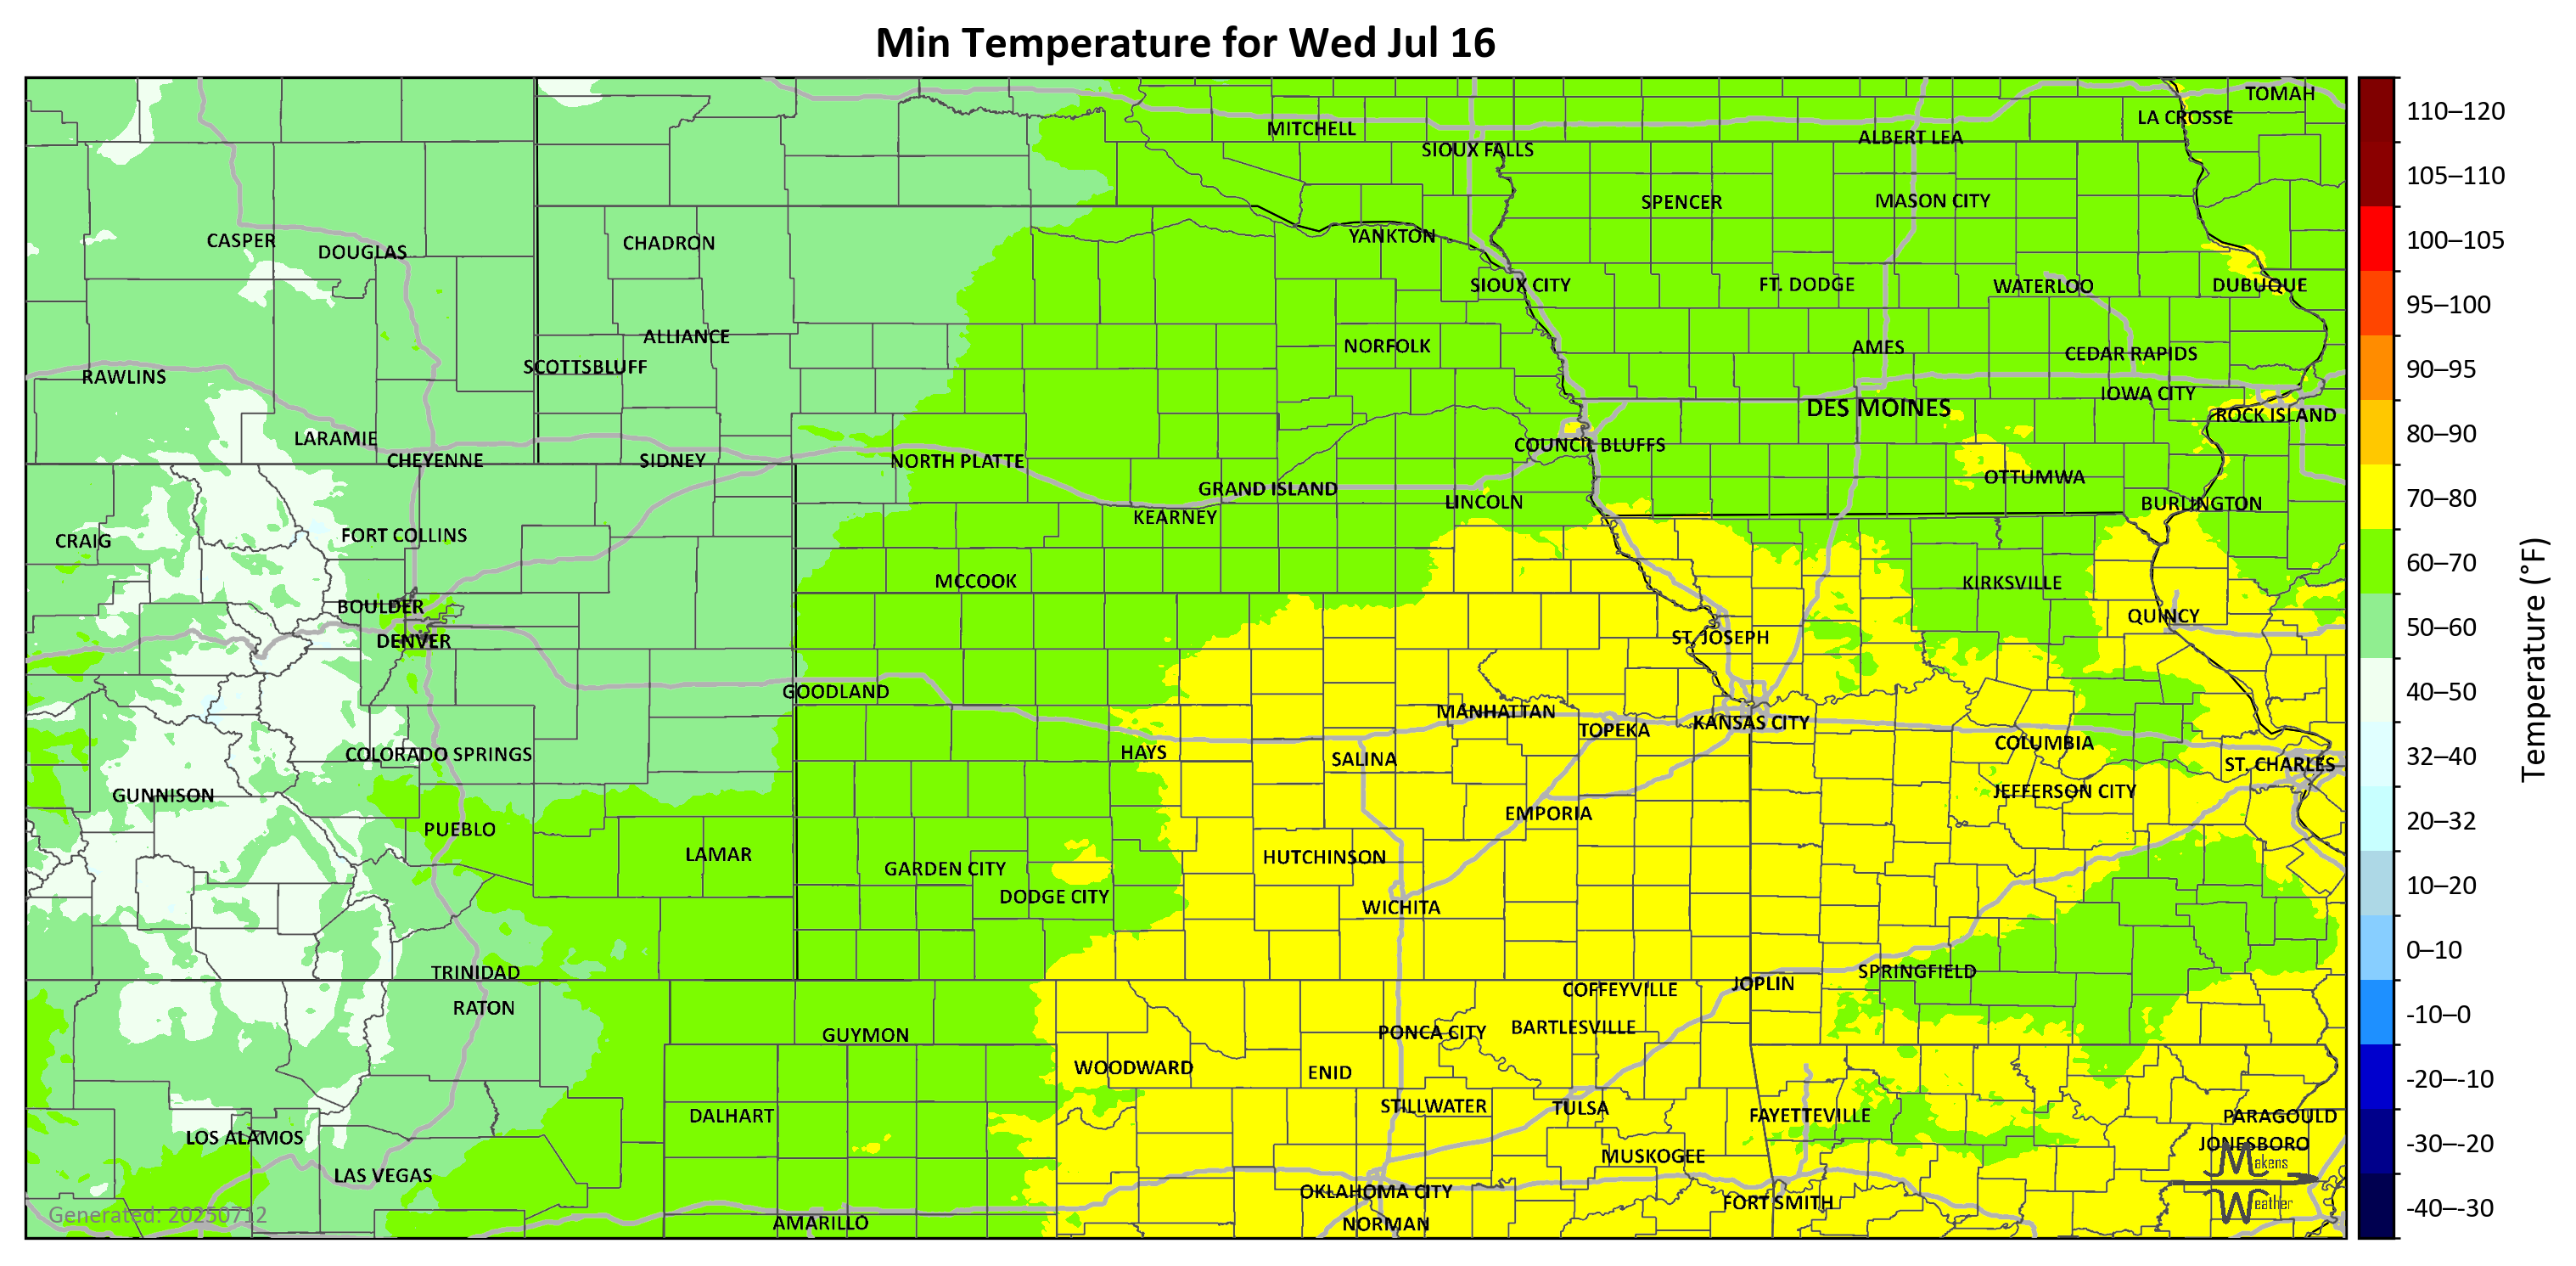 Min Temperature for Wed Jul 16
TOMAH
LA CROSSE
MITCHELL
ALBERT LEA
SIOUX FALLS
SPENCER
MASON CITY
YANKTON
CASPER
DOUGLAS
CHADRON
SIOUX CITY
FT. DODGE
WATERLOO
DUBUQUE
ALLIANCE
NORFOLK
AMES
CEDAR RAPIDS
SCOTTSBLUFF
RAWLINS
IOWA CITY
DES MOINES
ROCK ISLAND
LARAMIE
COUNCIL BLUFFS
CHEYENNE
SIDNEY
NORTH PLATTE
OTTUMWA
GRAND ISLAND
LINCOLN
BURLINGTON
KEARNEY
CRAIG
FORT COLLINS
MCCOOK
KIRKSVILLE
BOULDER
QUINCY
DENVER
ST. JOSEPH
GOODLAND
MANHATTAN
TOPEKA
KANSAS CITY
COLUMBIA
COLORADO SPRINGS
HAYS
SALINA
ST. CHARLES
GUNNISON
JEFFERSON CITY
EMPORIA
PUEBLO
LAMAR
HUTCHINSON
GARDEN CITY
DODGE CITY
WICHITA
TRINIDAD
SPRINGFIELD
JOPLIN
COFFEYVILLE
RATON
GUYMON
PONCA CITY
BARTLESVILLE
WOODWARD
ENID
DALHART
STILLWATER
TULSA
FAYETTEVILLE
PARAGOULD
LOS ALAMOS
JONESBORO
LAS VEGAS
MUSKOGEE
Makens
OKLAHOMA CITY
FORT SMITH
Weather
Generated: 20250712
AMARILLO
NORMAN
110–120
105–110
100–105
95–100
90–95
80–90
70–80
60–70
50–60
40–50
32–40
20–32
10–20
0–10
-10–0
-20–-10
-30–-20
-40–-30
Temperature (°F)